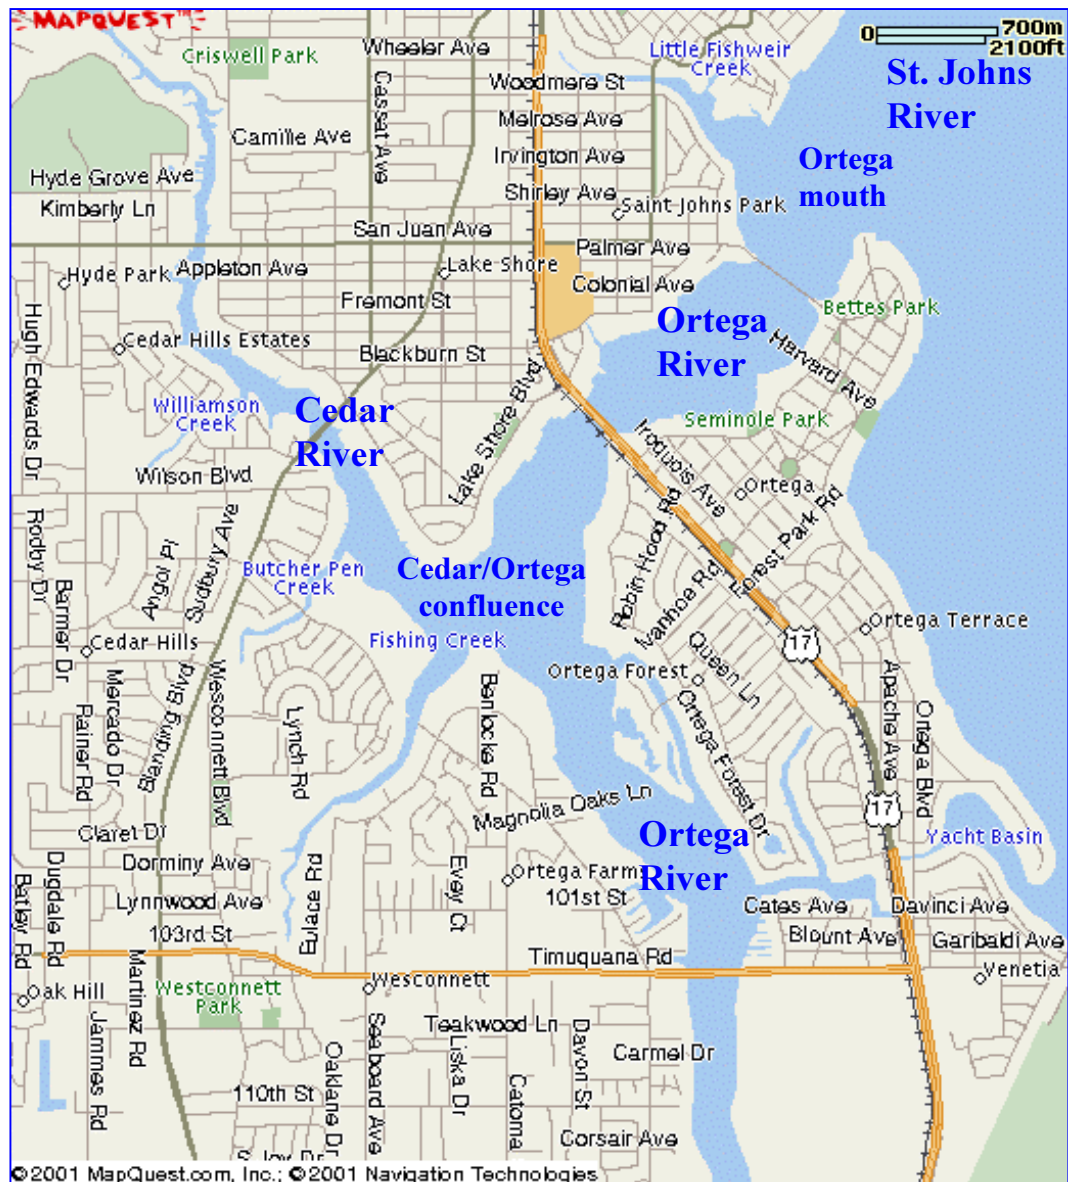 MAPQUEST
TM
0
700m
2100ft
Criswell Park
Wheeler Ave
Little Fishweir
Creek
St. Johns
River
Woodmere St
Cassat Ave
Melrose Ave
Camille Ave
Irvington Ave
Ortega
mouth
Hyde Grove Ave
Shirley Ave
Kimberly Ln
Saint Johns Park
San Juan Ave
Palmer Ave
Hyde Park
Appleton Ave
Lake Shore
Colonial Ave
Fremont St
Bettes Park
Ortega
River
Hugh Edwards Dr
Cedar Hills Estates
Blackburn St
Harvard Ave
Williamson
Creek
Cedar
River
Lake Shore Blvd
Seminole Park
Iroquois Ave
Wilson Blvd
Ortega
Rodby Dr
Sudbury Ave
Angol Pl
Robin Hood Rd
Forest Park Rd
Butcher Pen
Creek
Cedar/Ortega
confluence
Ivanhoe Rd
Barmer Dr
Cedar Hills
Fishing Creek
Ortega Terrace
17
Queen Ln
Ortega Forest
Mercado Dr
Blanding Blvd
Wesconnett Blvd
Benlocke Rd
Apache Ave
Ortega Blvd
Rainer Rd
Lynch Rd
Ortega Forest Dr
Magnolia Oaks Ln
17
Claret Dr
Ortega
River
Yacht Basin
Dorminy Ave
Dugdale Rd
Batley Rd
Eulace Rd
Evey Ct
Ortega Farms
101st St
Lynnwood Ave
Cates Ave
Davinci Ave
103rd St
Blount Ave
Garibaldi Ave
Timuquana Rd
Martinez Rd
Wesconnett
Venetia
Oak Hill
Westconnett
Park
Jammes Rd
Seaboard Ave
Teakwood Ln
Liska Dr
Davon St
Carmel Dr
Oaklane Dr
110th St
Catoma
Corsair Ave
©2001 MapQuest.com, Inc.; ©2001 Navigation Technologies